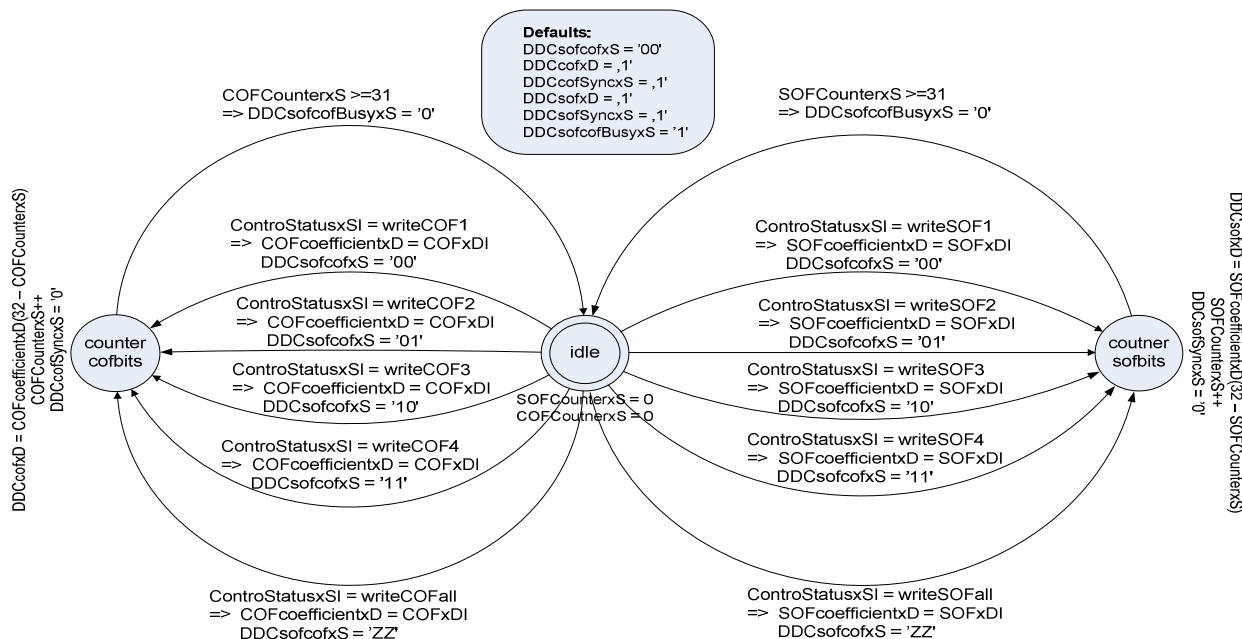 Defaults:
DDCsofcofxS = '00'
DDCcofxD = ,1'
DDCcofSyncxS = ,1'
DDCsofxD = ,1'
DDCsofSyncxS = ,1'
DDCsofcofBusyxS = '1'
COFCounterxS >=31
=> DDCsofcofBusyxS = '0'
SOFCounterxS >=31
=> DDCsofcofBusyxS = '0'
DDCcofxD = COFcoefficientxD(32 – COFCounterxS)
COFCounterxS++
DDCcofSyncxS = '0'
ControStatusxSI = writeCOF1
=> COFcoefficientxD = COFxDI
DDCsofcofxS = '00'
ControStatusxSI = writeCOF2
=> COFcoefficientxD = COFxDI
DDCsofcofxS = '01'
ControStatusxSI = writeCOF3
=> COFcoefficientxD = COFxDI
DDCsofcofxS = '10'
ControStatusxSI = writeCOF4
=> COFcoefficientxD = COFxDI
DDCsofcofxS = '11'
ControStatusxSI = writeCOFall
=> COFcoefficientxD = COFxDI
DDCsofcofxS = 'ZZ'
counter
cofbits
idle
SOFCounterxS = 0
COFCoutnerxS = 0
ControStatusxSI = writeSOF1
=> SOFcoefficientxD = SOFxDI
DDCsofcofxS = '00'
ControStatusxSI = writeSOF2
=> SOFcoefficientxD = SOFxDI
DDCsofcofxS = '01'
ControStatusxSI = writeSOF3
=> SOFcoefficientxD = SOFxDI
DDCsofcofxS = '10'
ControStatusxSI = writeSOF4
=> SOFcoefficientxD = SOFxDI
DDCsofcofxS = '11'
ControStatusxSI = writeSOFall
=> SOFcoefficientxD = SOFxDI
DDCsofcofxS = 'ZZ'
coutner
sofbits
DDCsofxD = SOFcoefficientxD(32 – SOFCounterxS)
SOFCounterxS++
DDCsofSyncxS = '0'